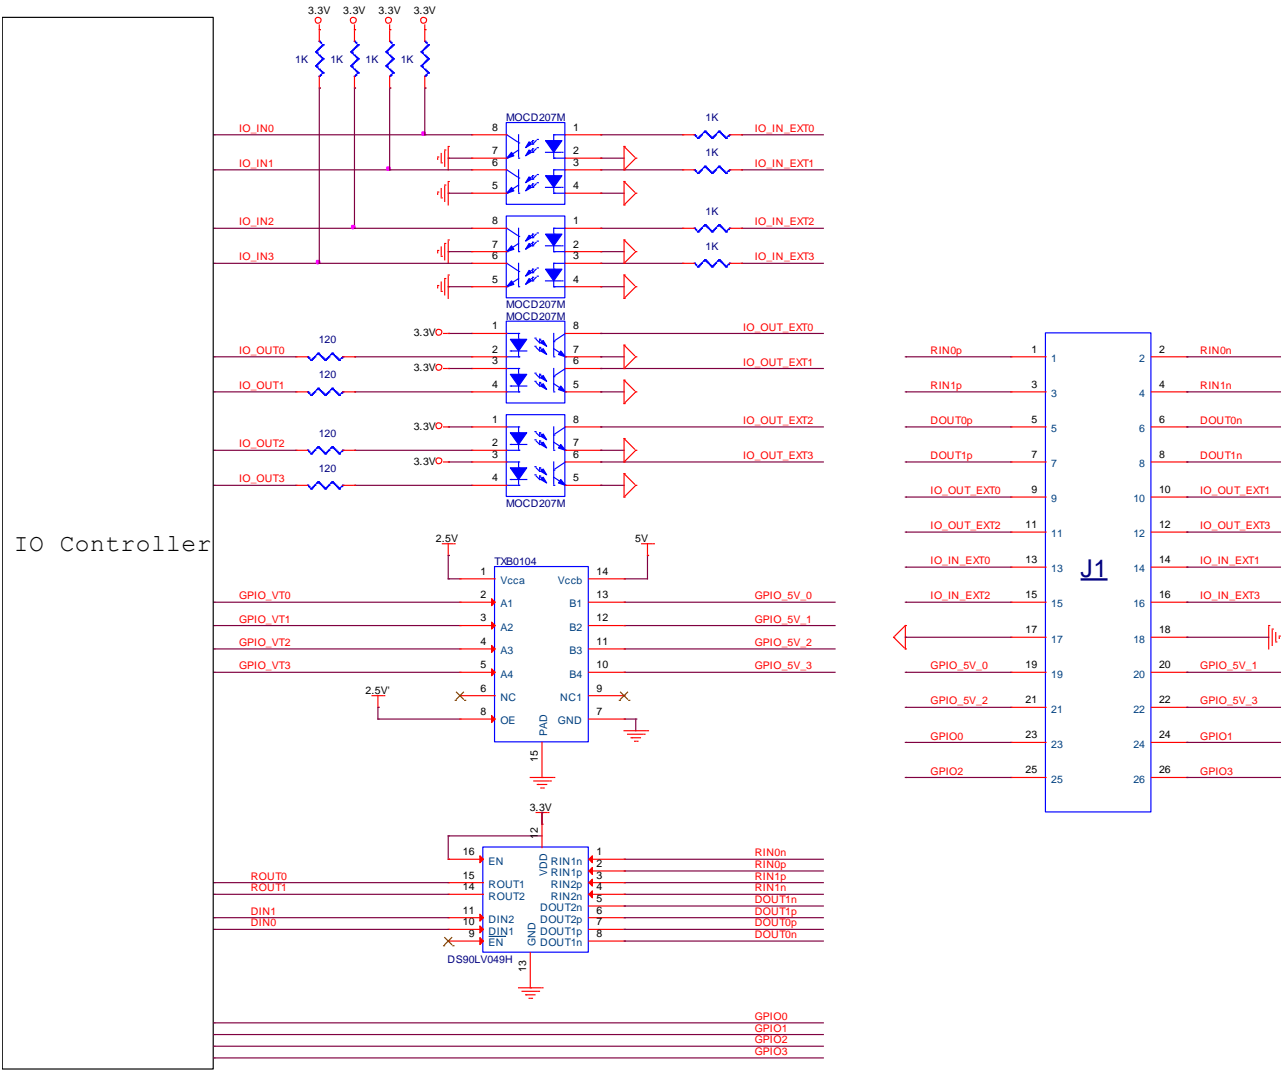 3.3V 3.3V 3.3V 3.3V
1K 1K 1K 1K
IO Controller
IO_IN0
IO_IN1
IO_IN2
IO_IN3
IO_OUT0
IO_OUT1
IO_OUT2
IO_OUT3
120
120
120
120
MOCD207M
8 1
7 2
6 3
5 4
1K
IO_IN_EXT0
1K
IO_IN_EXT1
8 1
7 2
6 3
5 4
MOCD207M
1K
IO_IN_EXT2
1K
IO_IN_EXT3
MOCD207M
3.3V 1 8
2 7
3.3V 3 6
4 5
IO_OUT_EXT0
IO_OUT_EXT1
3.3V 1 8
2 7
3.3V 3 6
4 5
MOCD207M
IO_OUT_EXT2
IO_OUT_EXT3
2.5V 5V
TXB0104
1 Vcca Vccb 14
GPIO_VT0 2 A1 B1 13 GPIO_5V_0
GPIO_VT1 3 A2 B2 12 GPIO_5V_1
GPIO_VT2 4 A3 B3 11 GPIO_5V_2
GPIO_VT3 5 A4 B4 10 GPIO_5V_3
6 NC NC1 9
2.5V'
8 OE GND 7
PAD
15
3.3V
12
VDD
16 EN RIN1n 1 RIN0n
RIN1p 2 RIN0p
ROUT0 15 ROUT1 RIN2p 3 RIN1p
ROUT1 14 ROUT2 RIN2n 4 RIN1n
DOUT2n 5 DOUT1n
DIN1 11 DIN2 DOUT2p 6 DOUT1p
DIN0 10 DIN1 DOUT1p 7 DOUT0p
9 EN DOUT1n 8 DOUT0n
GND
13
DS90LV049H
GPIO0
GPIO1
GPIO2
GPIO3
J1
RIN0p 1 1 2 2 RIN0n
RIN1p 3 3 4 4 RIN1n
DOUT0p 5 5 6 6 DOUT0n
DOUT1p 7 7 8 8 DOUT1n
IO_OUT_EXT0 9 9 10 10 IO_OUT_EXT1
IO_OUT_EXT2 11 11 12 12 IO_OUT_EXT3
IO_IN_EXT0 13 13 14 14 IO_IN_EXT1
IO_IN_EXT2 15 15 16 16 IO_IN_EXT3
17 17 18 18
GPIO_5V_0 19 19 20 20 GPIO_5V_1
GPIO_5V_2 21 21 22 22 GPIO_5V_3
GPIO0 23 23 24 24 GPIO1
GPIO2 25 25 26 26 GPIO3